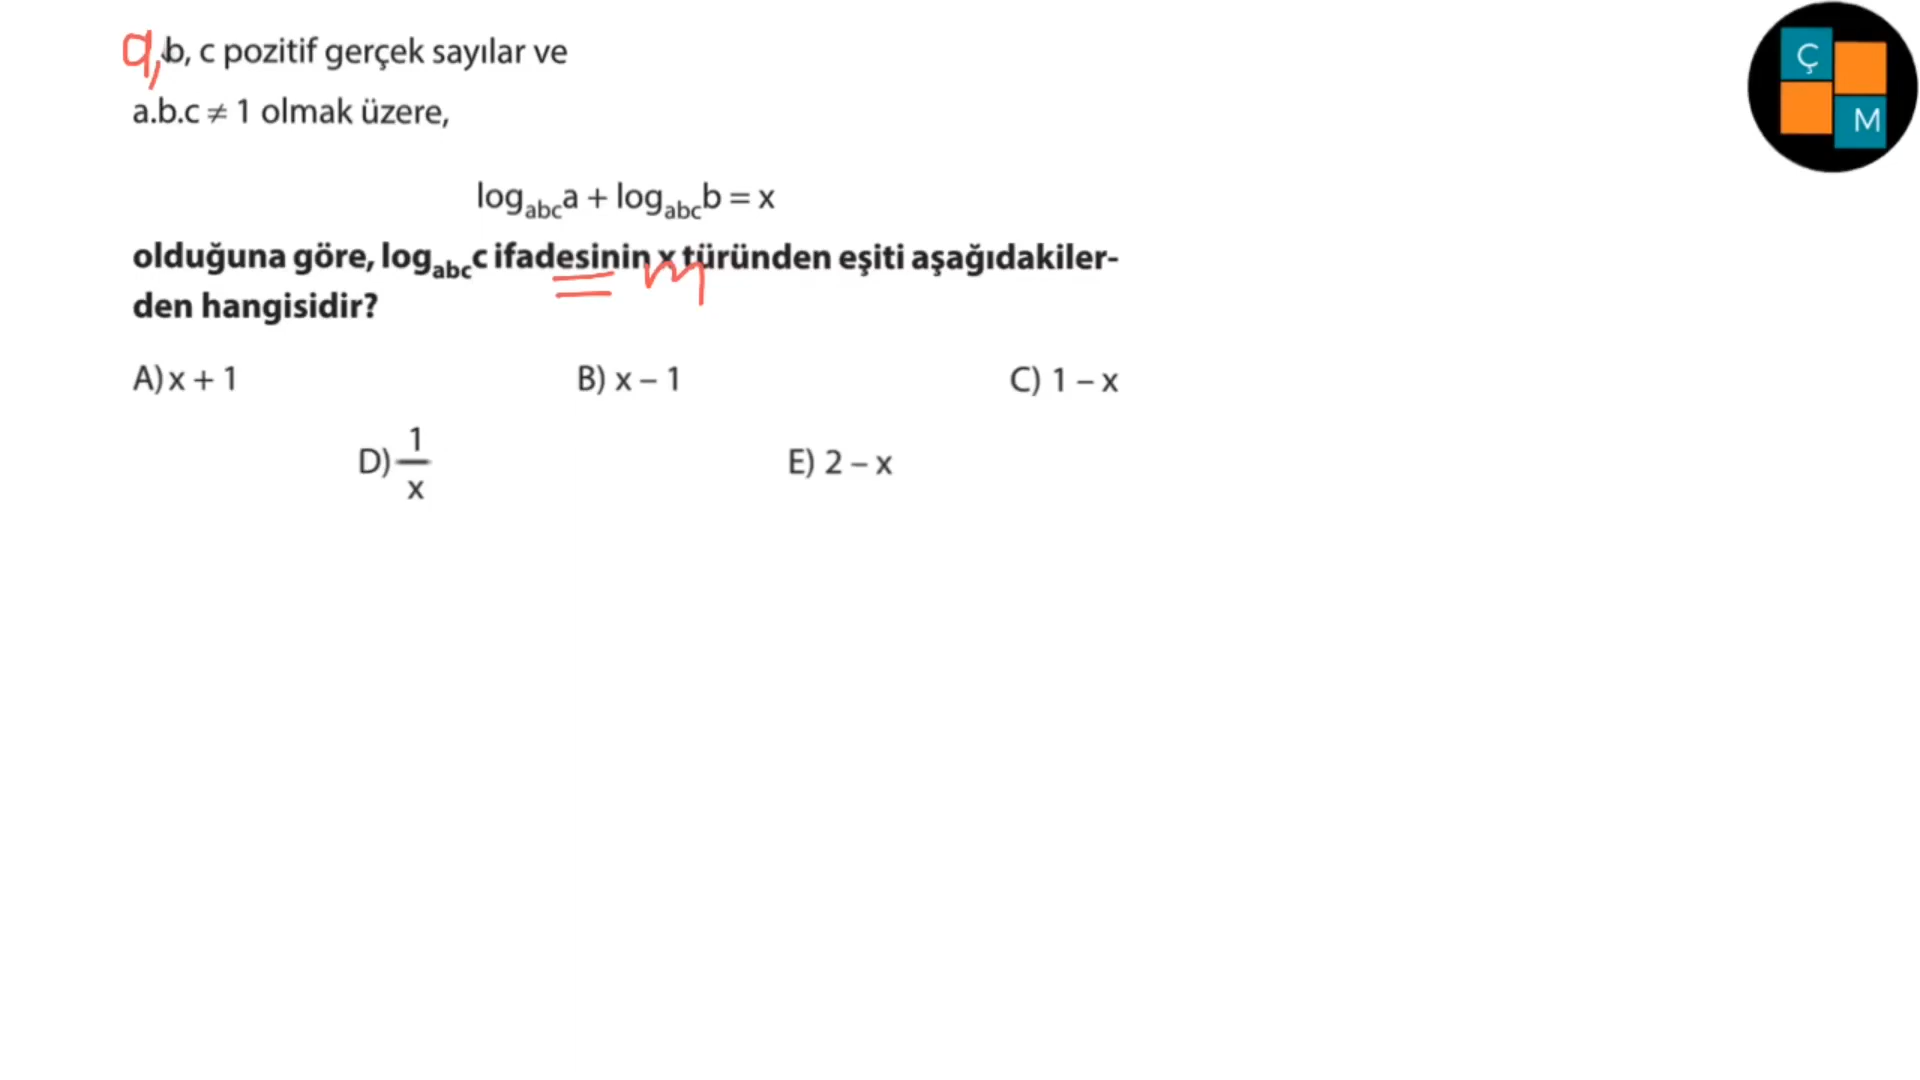 a, b, c pozitif gerçek sayılar ve
a.b.c ≠ 1 olmak üzere,
log_abc a + log_abc b = x
olduğuna göre, log_abc c ifadesinin x türünden eşiti aşağıdakiler-
= m
den hangisidir?
A) x + 1 B) x – 1 C) 1 – x
D) 1/x E) 2 – x
Ç
M